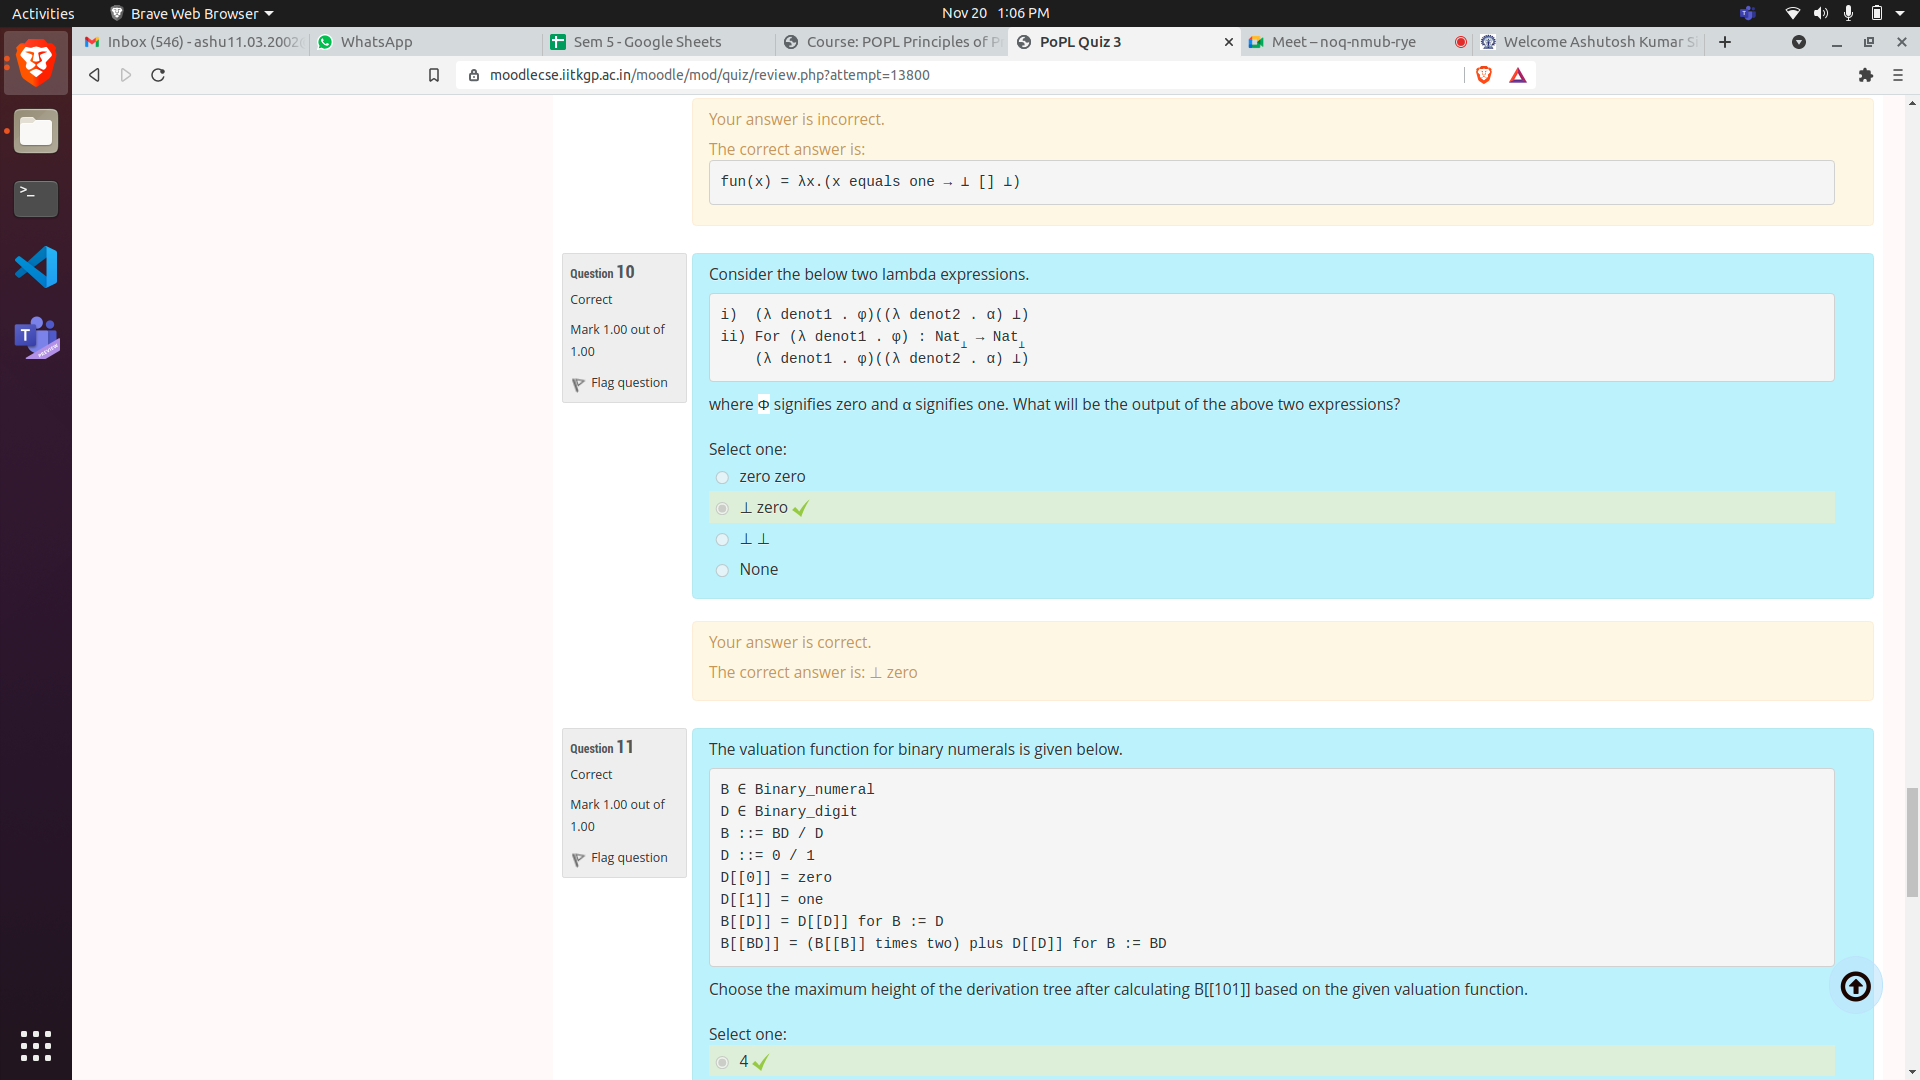 Activities
Brave Web Browser
Nov 20 1:06 PM
Inbox (546) - ashu11.03.2002
WhatsApp
Sem 5 - Google Sheets
Course: POPL Principles of P
PoPL Quiz 3
Meet – noq-nmub-rye
Welcome Ashutosh Kumar S
moodlecse.iitkgp.ac.in/moodle/mod/quiz/review.php?attempt=13800
Your answer is incorrect.
The correct answer is:
fun(x) = λx.(x equals one → ⊥ [] ⊥)
Question 10
Correct
Mark 1.00 out of
1.00
Flag question
Consider the below two lambda expressions.
i)  (λ denot1 . φ)((λ denot2 . α) ⊥)
ii) For (λ denot1 . φ) : Nat⊥ → Nat⊥
(λ denot1 . φ)((λ denot2 . α) ⊥)
where Φ signifies zero and α signifies one. What will be the output of the above two expressions?
Select one:
zero zero
⊥ zero
⊥ ⊥
None
Your answer is correct.
The correct answer is: ⊥ zero
Question 11
Correct
Mark 1.00 out of
1.00
Flag question
The valuation function for binary numerals is given below.
B ∈ Binary_numeral
D ∈ Binary_digit
B ::= BD / D
D ::= 0 / 1
D[[0]] = zero
D[[1]] = one
B[[D]] = D[[D]] for B := D
B[[BD]] = (B[[B]] times two) plus D[[D]] for B := BD
Choose the maximum height of the derivation tree after calculating B[[101]] based on the given valuation function.
Select one:
4